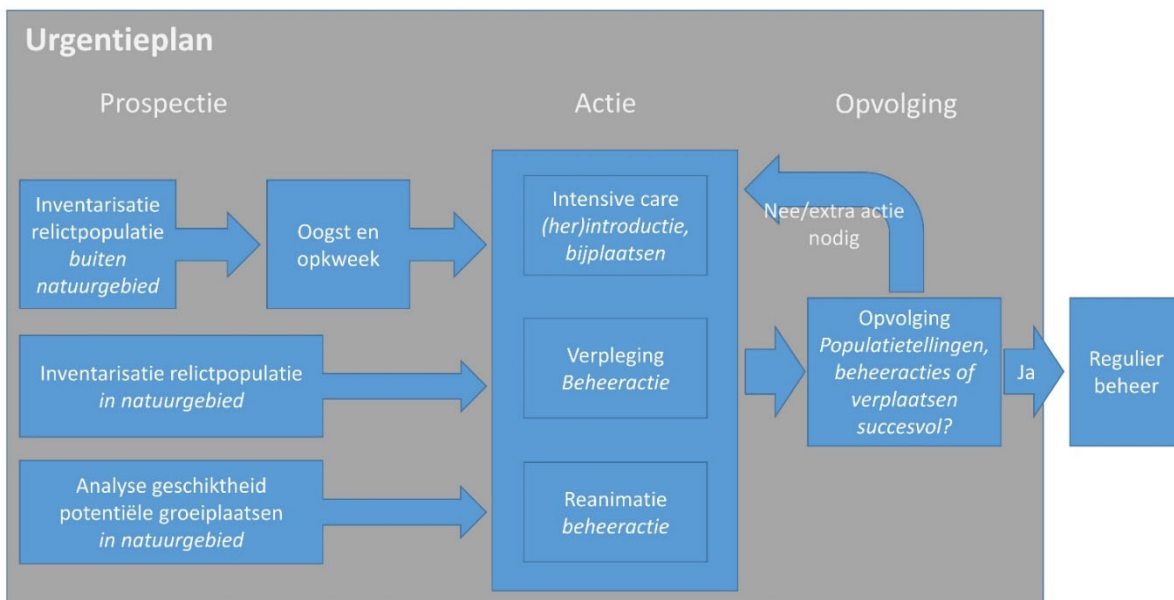 Urgentieplan
Prospectie
Actie
Opvolging
Inventarisatie
relictpopulatie
buiten
natuurgebied
Oogst en
opkweek
Intensive care
(her)introductie,
bijplaatsen
Nee/extra actie
nodig
Inventarisatie relictpopulatie
in natuurgebied
Verpleging
Beheeractie
Opvolging
Populatietellingen,
beheeracties of
verplaatsen
succesvol?
Ja
Regulier
beheer
Analyse geschiktheid
potentiële groeiplaatsen
in natuurgebied
Reanimatie
beheeractie